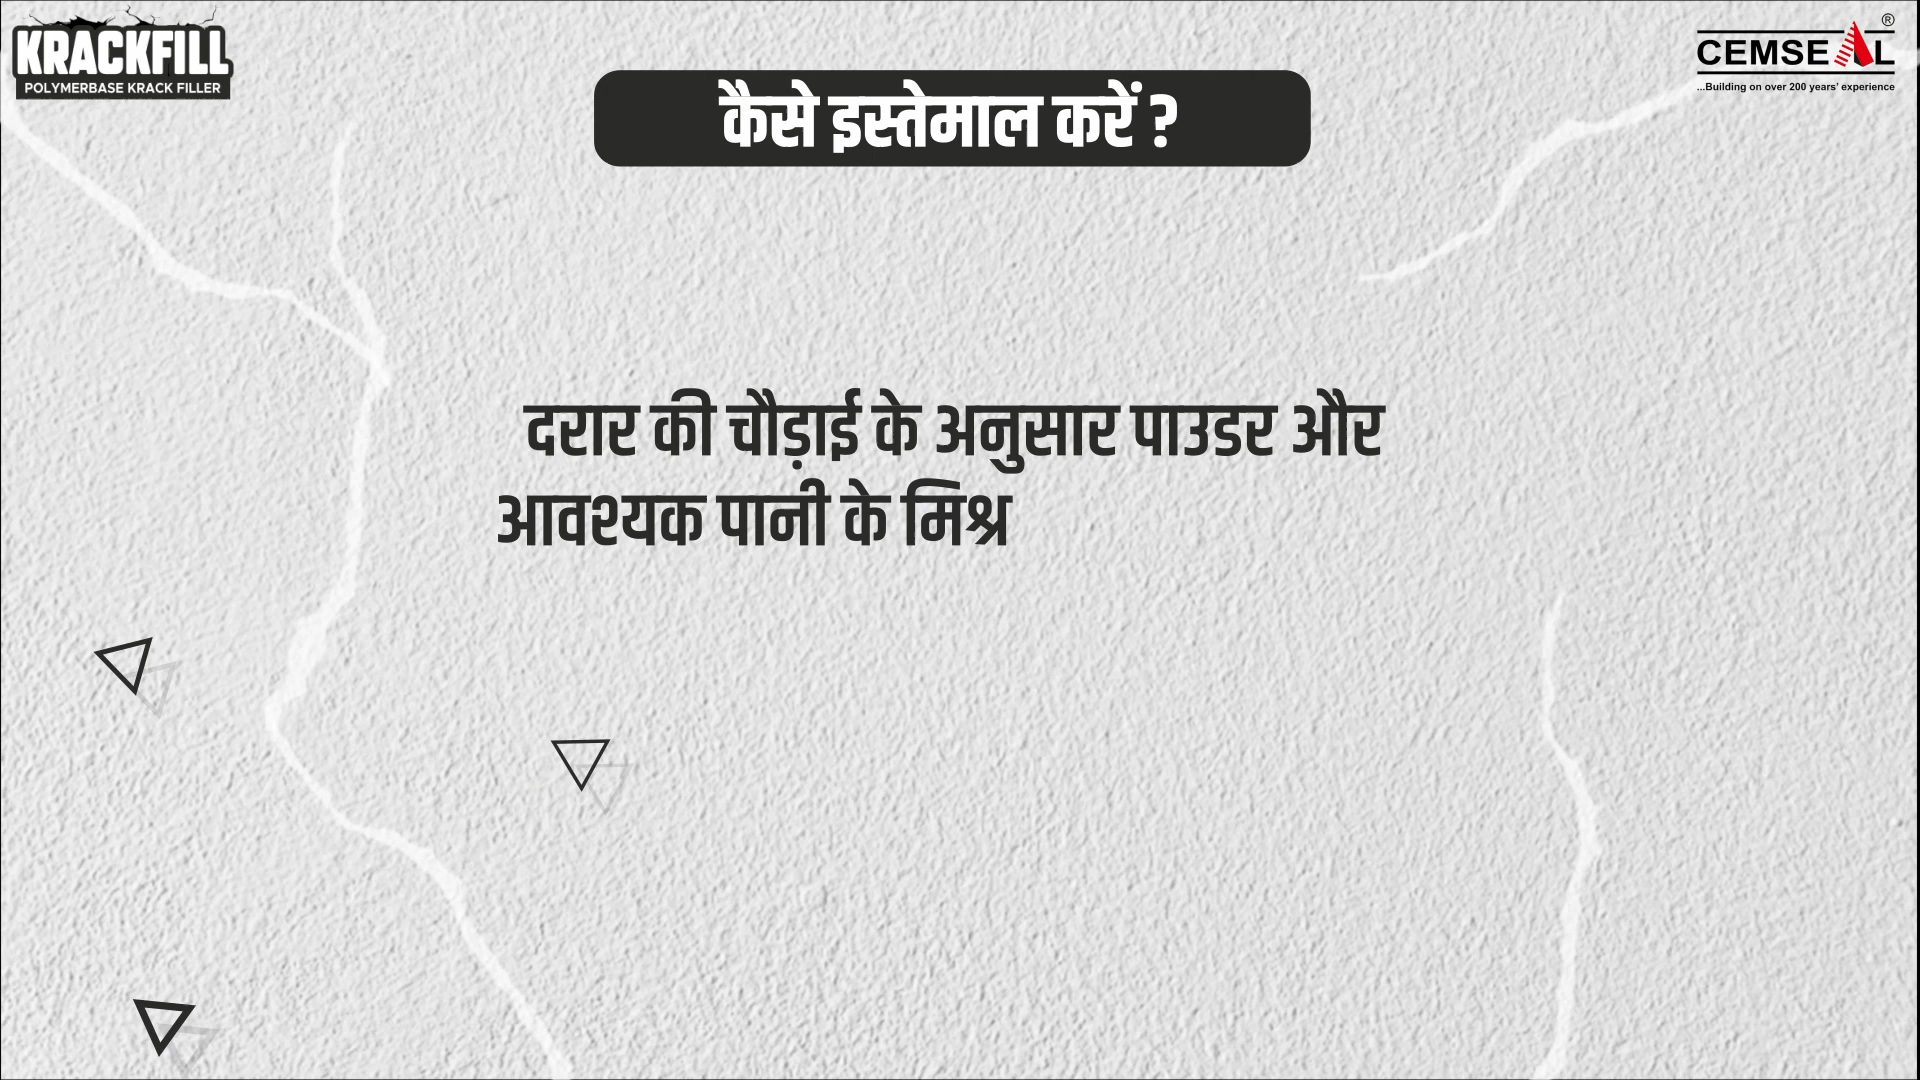 KRACKFILL
POLYMERBASE KRACK FILLER
CEMSEAL®
...Building on over 200 years' experience
कैसे इस्तेमाल करें ?
दरार की चौड़ाई के अनुसार पाउडर और
आवश्यक पानी के मिश्र